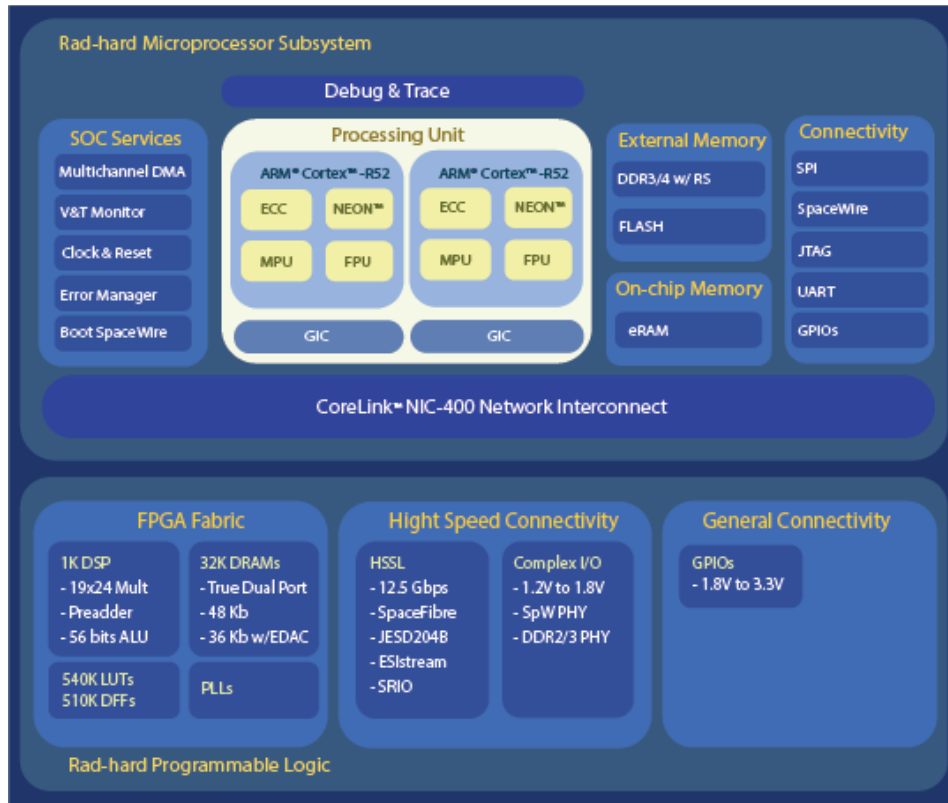 Rad-hard Microprocessor Subsystem
Debug & Trace
SOC Services
Multichannel DMA
V&T Monitor
Clock & Reset
Error Manager
Boot SpaceWire
Processing Unit
ARM® Cortex™-R52
ECC
NEON™
MPU
FPU
GIC
ARM® Cortex™-R52
ECC
NEON™
MPU
FPU
GIC
External Memory
DDR3/4 w/ RS
FLASH
On-chip Memory
eRAM
Connectivity
SPI
SpaceWire
JTAG
UART
GPIOs
CoreLink™ NIC-400 Network Interconnect
FPGA Fabric
1K DSP
- 19x24 Mult
- Preadder
- 56 bits ALU
32K DRAMs
- True Dual Port
- 48 Kb
- 36 Kb w/EDAC
540K LUTs
510K DFFs
PLLs
Hight Speed Connectivity
HSSL
- 12.5 Gbps
- SpaceFibre
- JESD204B
- ESIstream
- SRIO
Complex I/O
- 1.2V to 1.8V
- SpW PHY
- DDR2/3 PHY
General Connectivity
GPIOs
- 1.8V to 3.3V
Rad-hard Programmable Logic